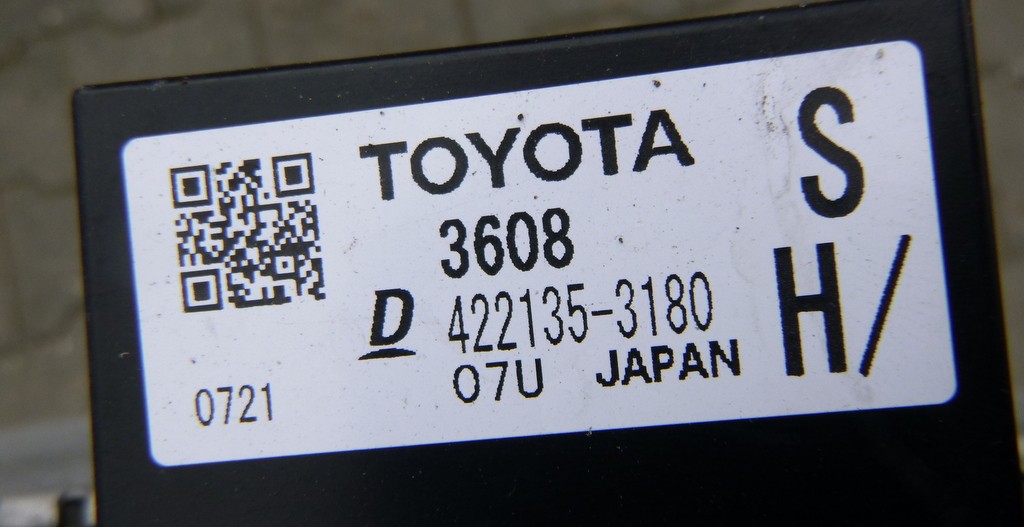 TOYOTA
3608
D 422135-3180
07U JAPAN
0721
S
H/